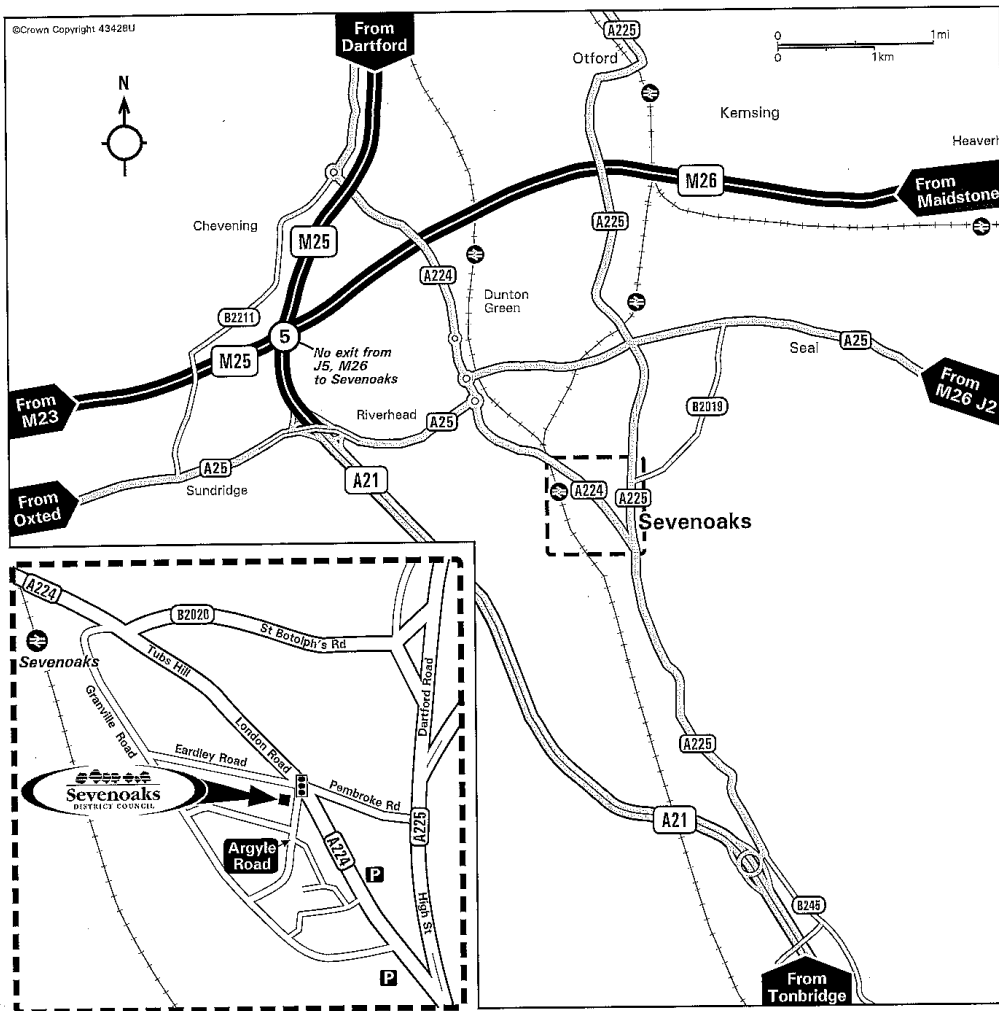 ©Crown Copyright 43428U
From
Dartford
A225
0
1mi
0
1km
Otford
N
Kemsing
M26
From
Maidstone
Chevening
M25
A225
A224
Dunton
Green
B2211
5
No exit from
J5, M26
to Sevenoaks
M25
Seal
A25
From
M23
From
M26 J2
Riverhead
A25
B2019
A25
Sundridge
A21
A224
A225
From
Oxted
Sevenoaks
A224
B2020
St Botolph's Rd
Sevenoaks
Tubs Hill
Dartford Road
Granville Road
London Road
Eardley Road
Pembroke Rd
Sevenoaks
DISTRICT COUNCIL
Argyle
Road
A224
A225
P
High St
P
A225
A21
B245
From
Tonbridge